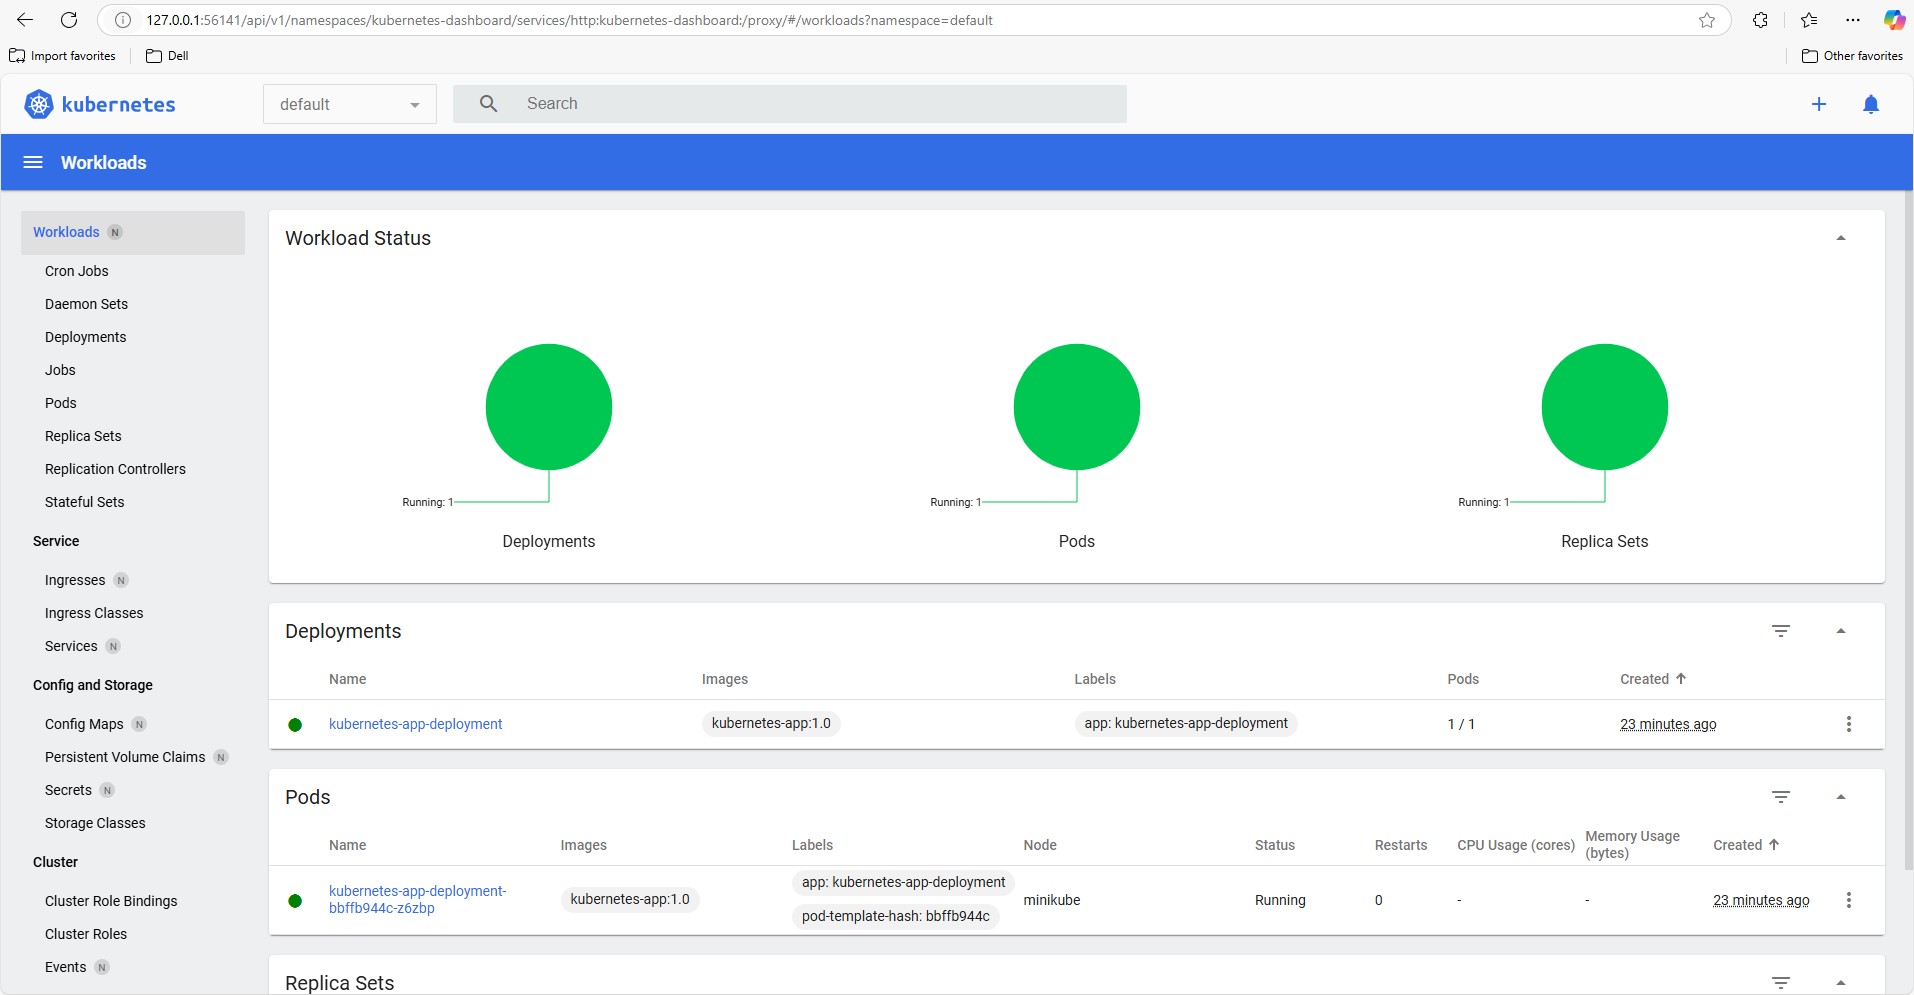 127.0.0.1:56141/api/v1/namespaces/kubernetes-dashboard/services/http:kubernetes-dashboard:/proxy/#/workloads?namespace=default
Import favorites
Dell
Other favorites
kubernetes
default
Search
Workloads
Workloads N
Cron Jobs
Daemon Sets
Deployments
Jobs
Pods
Replica Sets
Replication Controllers
Stateful Sets
Service
Ingresses N
Ingress Classes
Services N
Config and Storage
Config Maps N
Persistent Volume Claims N
Secrets N
Storage Classes
Cluster
Cluster Role Bindings
Cluster Roles
Events N
Workload Status
Running: 1
Deployments
Running: 1
Pods
Running: 1
Replica Sets
Deployments
Name Images Labels Pods Created
kubernetes-app-deployment kubernetes-app:1.0 app: kubernetes-app-deployment 1 / 1 23 minutes ago
Pods
Name Images Labels Node Status Restarts CPU Usage (cores) Memory Usage (bytes) Created
kubernetes-app-deployment-
bbffb944c-z6zbp
kubernetes-app:1.0
app: kubernetes-app-deployment
pod-template-hash: bbffb944c
minikube Running 0 - - 23 minutes ago
Replica Sets